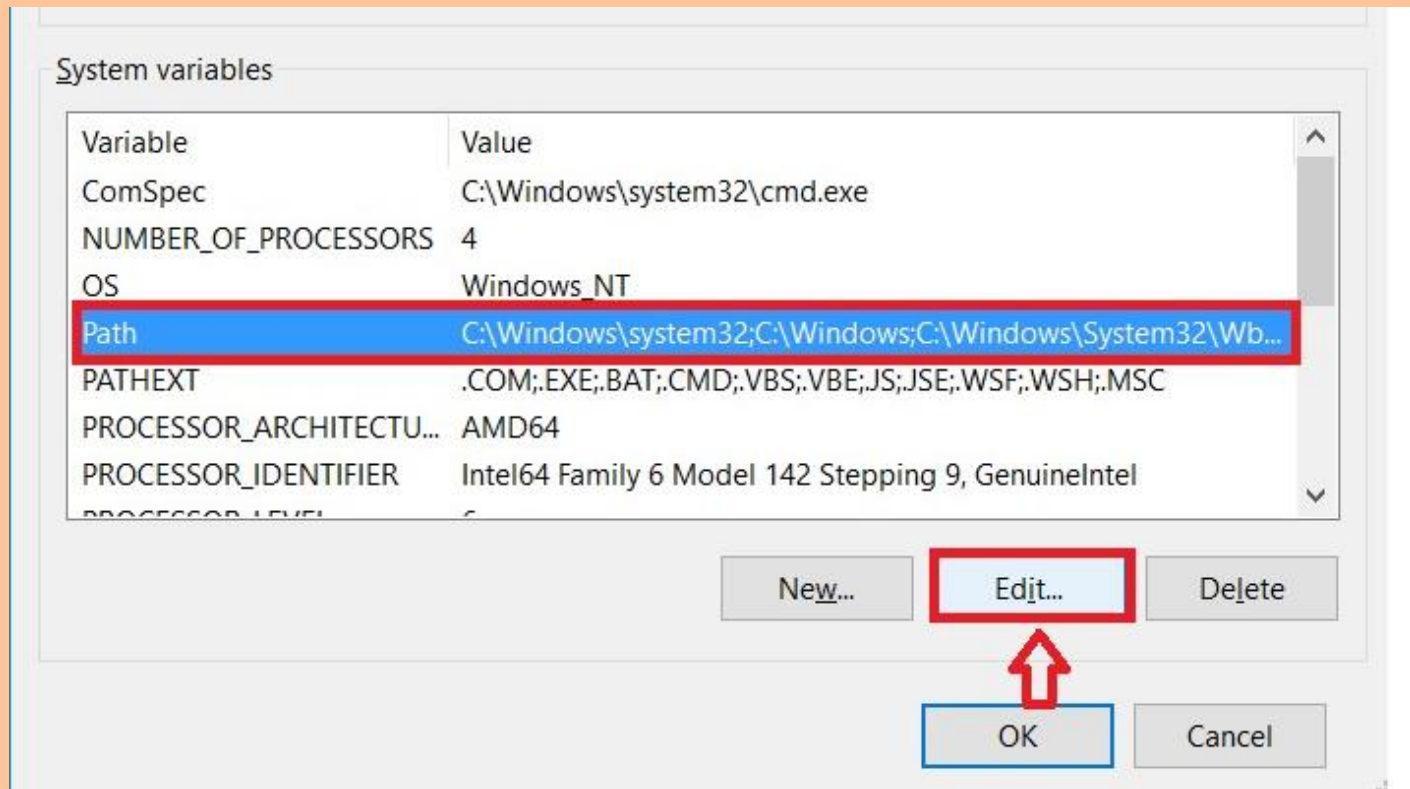 System variables
Variable Value
ComSpec C:\Windows\system32\cmd.exe
NUMBER_OF_PROCESSORS 4
OS Windows_NT
Path C:\Windows\system32;C:\Windows;C:\Windows\System32\Wb...
PATHEXT .COM;.EXE;.BAT;.CMD;.VBS;.VBE;.JS;.JSE;.WSF;.WSH;.MSC
PROCESSOR_ARCHITECTU... AMD64
PROCESSOR_IDENTIFIER Intel64 Family 6 Model 142 Stepping 9, GenuineIntel
New... Edit... Delete
OK Cancel